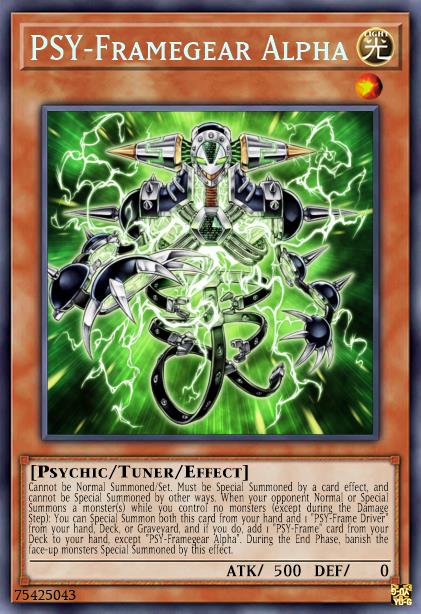 PSY-FRAMEGEAR ALPHA
LIGHT
光
[PSYCHIC/TUNER/EFFECT]
Cannot be Normal Summoned/Set. Must be Special Summoned by a card effect, and
cannot be Special Summoned by other ways. When your opponent Normal or Special
Summons a monster(s) while you control no monsters (except during the Damage
Step): You can Special Summon both this card from your hand and 1 "PSY-Frame Driver"
from your hand, Deck, or Graveyard, and if you do, add 1 "PSY-Frame" card from your
Deck to your hand, except "PSY-Framegear Alpha". During the End Phase, banish the
face-up monsters Special Summoned by this effect.
ATK/ 500 DEF/ 0
75425043